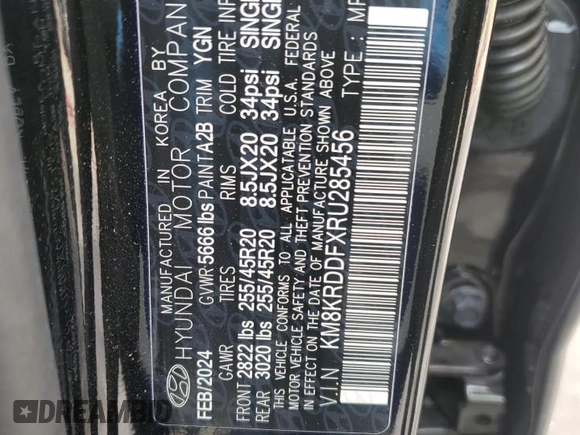 MANUFACTURED IN KOREA BY
HYUNDAI MOTOR COMPAN
FEB/2024 GVWR 5666 lbs PAINT A2B TRIM YGN
GAWR TIRES RIMS COLD TIRE INF
FRONT 2822 lbs 255/45R20 8.5JX20 34psi SINGL
REAR 3020 lbs 255/45R20 8.5JX20 34psi SINGL
THIS VEHICLE CONFORMS TO ALL APPLICABLE U.S.A. FEDERAL
MOTOR VEHICLE SAFETY AND THEFT PREVENTION STANDARDS
IN EFFECT ON THE DATE OF MANUFACTURE SHOWN ABOVE
V.I.N : KM8KRDDFXRU285456 TYPE : MP
DREAMBID